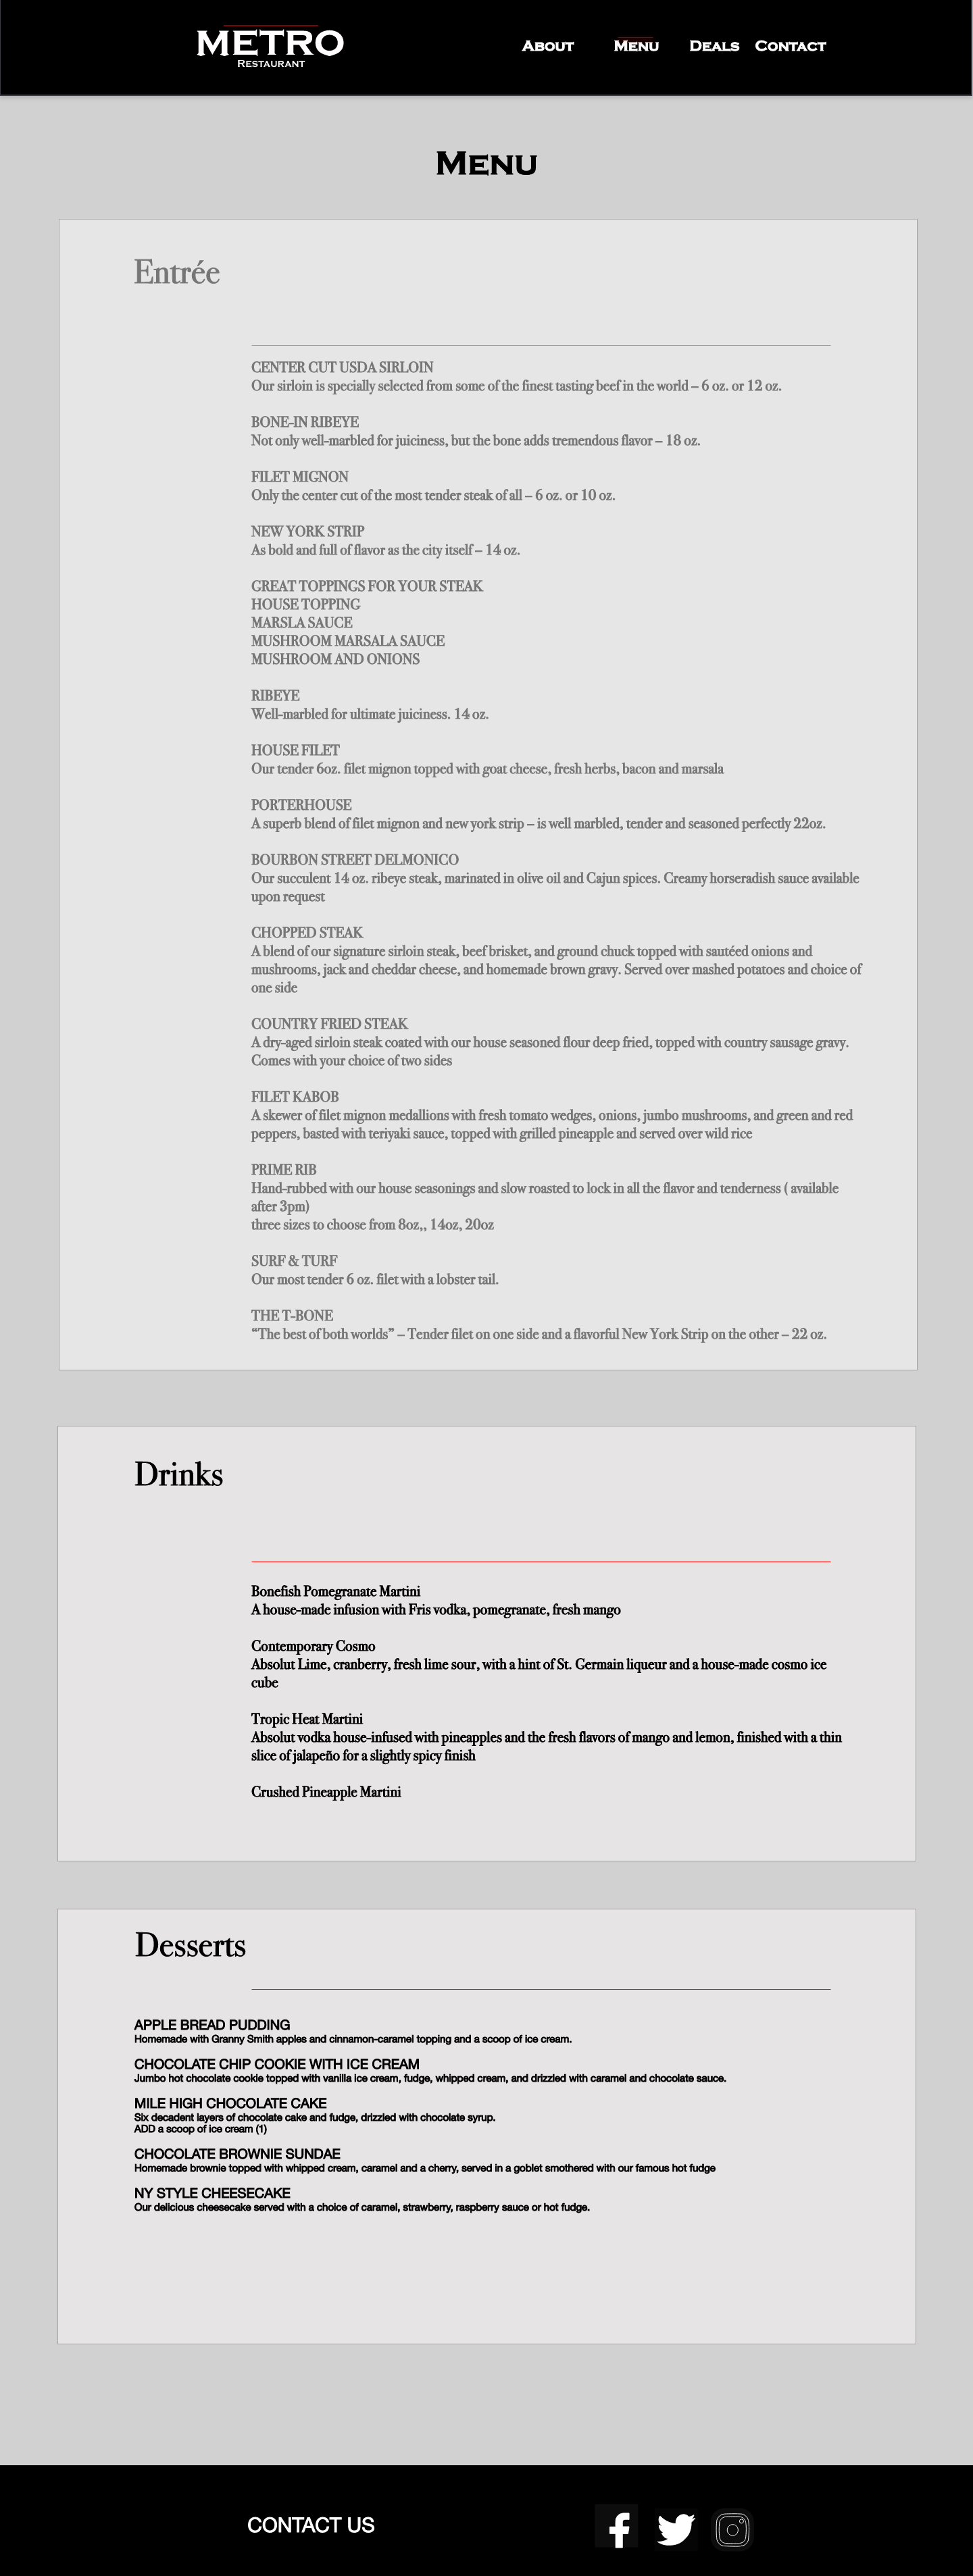 METRO
RESTAURANT
ABOUT MENU DEALS CONTACT
MENU
Entrée
CENTER CUT USDA SIRLOIN
Our sirloin is specially selected from some of the finest tasting beef in the world – 6 oz. or 12 oz.
BONE-IN RIBEYE
Not only well-marbled for juiciness, but the bone adds tremendous flavor – 18 oz.
FILET MIGNON
Only the center cut of the most tender steak of all – 6 oz. or 10 oz.
NEW YORK STRIP
As bold and full of flavor as the city itself – 14 oz.
GREAT TOPPINGS FOR YOUR STEAK
HOUSE TOPPING
MARSLA SAUCE
MUSHROOM MARSALA SAUCE
MUSHROOM AND ONIONS
RIBEYE
Well-marbled for ultimate juiciness. 14 oz.
HOUSE FILET
Our tender 6oz. filet mignon topped with goat cheese, fresh herbs, bacon and marsala
PORTERHOUSE
A superb blend of filet mignon and new york strip – is well marbled, tender and seasoned perfectly 22oz.
BOURBON STREET DELMONICO
Our succulent 14 oz. ribeye steak, marinated in olive oil and Cajun spices. Creamy horseradish sauce available
upon request
CHOPPED STEAK
A blend of our signature sirloin steak, beef brisket, and ground chuck topped with sautéed onions and
mushrooms, jack and cheddar cheese, and homemade brown gravy. Served over mashed potatoes and choice of
one side
COUNTRY FRIED STEAK
A dry-aged sirloin steak coated with our house seasoned flour deep fried, topped with country sausage gravy.
Comes with your choice of two sides
FILET KABOB
A skewer of filet mignon medallions with fresh tomato wedges, onions, jumbo mushrooms, and green and red
peppers, basted with teriyaki sauce, topped with grilled pineapple and served over wild rice
PRIME RIB
Hand-rubbed with our house seasonings and slow roasted to lock in all the flavor and tenderness ( available
after 3pm)
three sizes to choose from 8oz,, 14oz, 20oz
SURF & TURF
Our most tender 6 oz. filet with a lobster tail.
THE T-BONE
“The best of both worlds” – Tender filet on one side and a flavorful New York Strip on the other – 22 oz.
Drinks
Bonefish Pomegranate Martini
A house-made infusion with Fris vodka, pomegranate, fresh mango
Contemporary Cosmo
Absolut Lime, cranberry, fresh lime sour, with a hint of St. Germain liqueur and a house-made cosmo ice
cube
Tropic Heat Martini
Absolut vodka house-infused with pineapples and the fresh flavors of mango and lemon, finished with a thin
slice of jalapeño for a slightly spicy finish
Crushed Pineapple Martini
Desserts
APPLE BREAD PUDDING
Homemade with Granny Smith apples and cinnamon-caramel topping and a scoop of ice cream.
CHOCOLATE CHIP COOKIE WITH ICE CREAM
Jumbo hot chocolate cookie topped with vanilla ice cream, fudge, whipped cream, and drizzled with caramel and chocolate sauce.
MILE HIGH CHOCOLATE CAKE
Six decadent layers of chocolate cake and fudge, drizzled with chocolate syrup.
ADD a scoop of ice cream (1)
CHOCOLATE BROWNIE SUNDAE
Homemade brownie topped with whipped cream, caramel and a cherry, served in a goblet smothered with our famous hot fudge
NY STYLE CHEESECAKE
Our delicious cheesecake served with a choice of caramel, strawberry, raspberry sauce or hot fudge.
CONTACT US